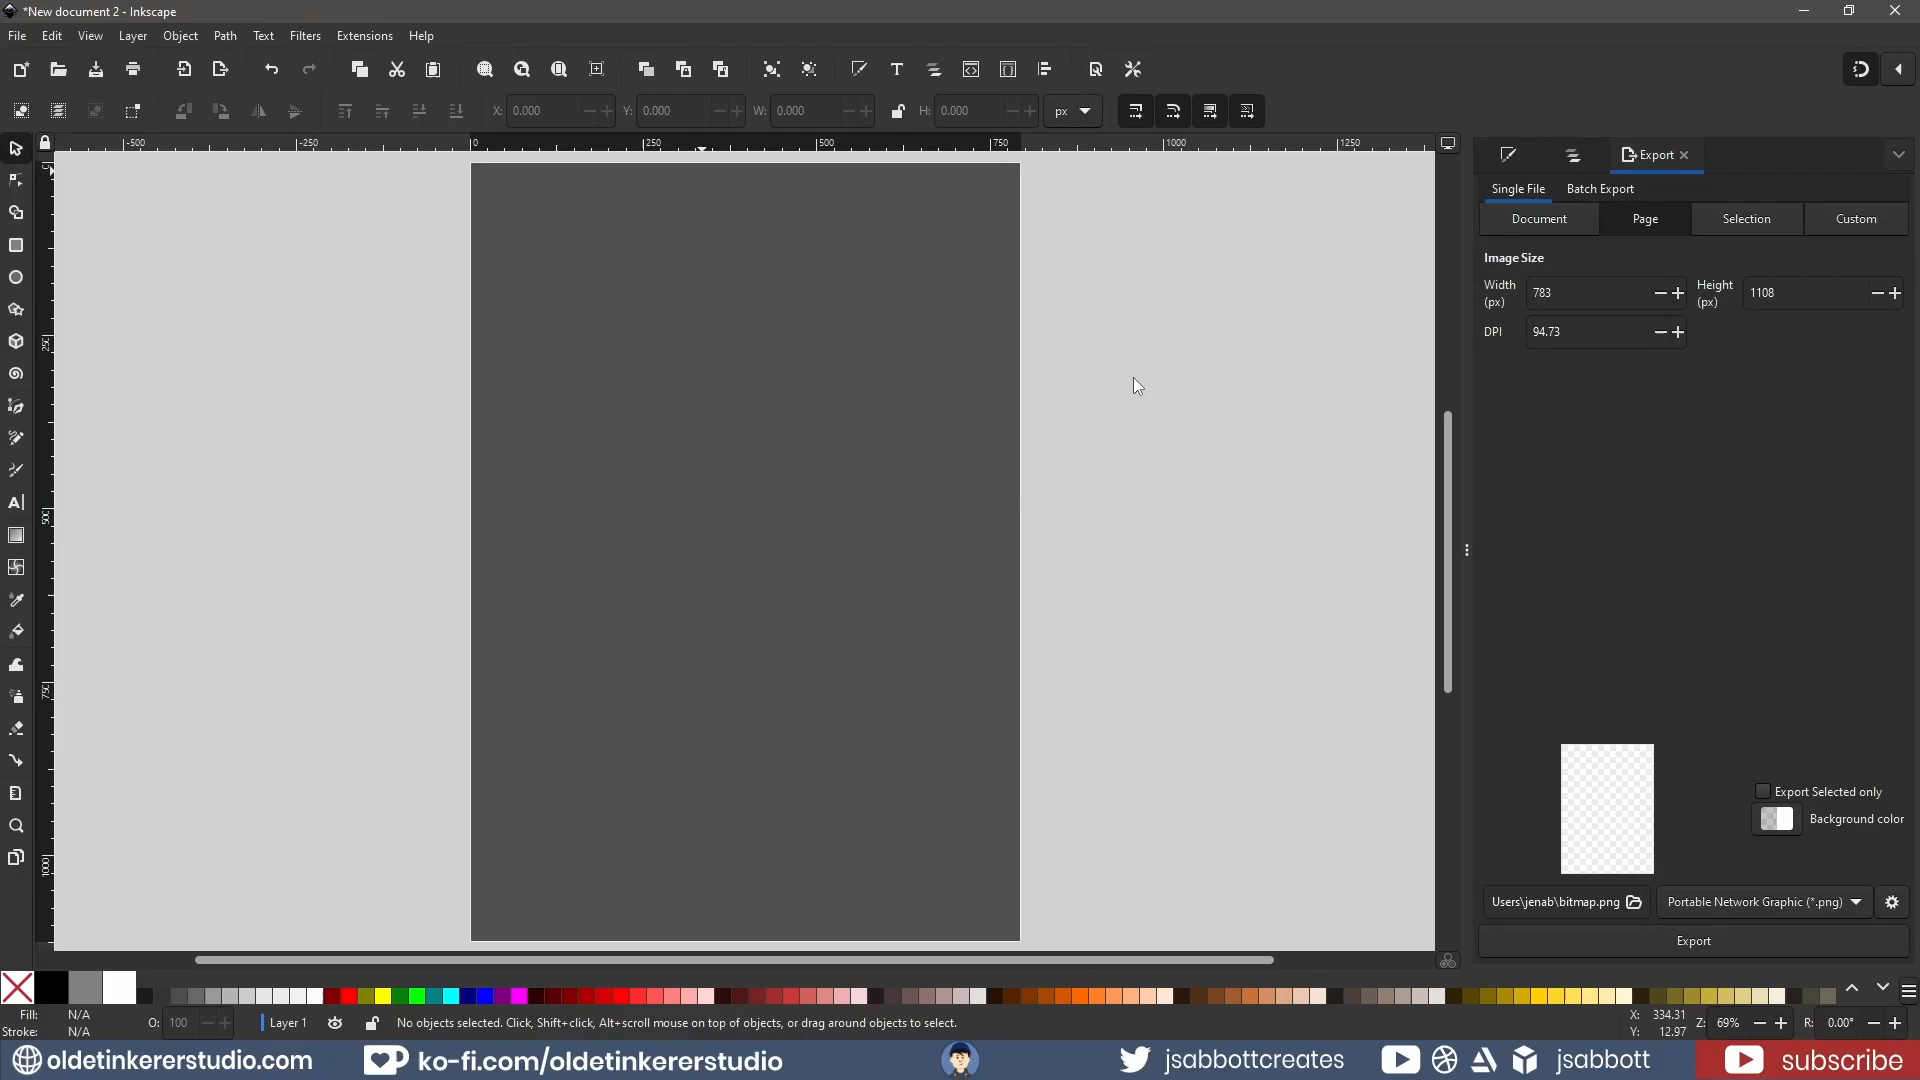 *New document 2 - Inkscape
File Edit View Layer Object Path Text Filters Extensions Help
X: 0.000 Y: 0.000 W: 0.000 H: 0.000 px
-500 -250 0 250 500 750 1000 1250
Export
Single File Batch Export
Document Page Selection Custom
Image Size
Width (px) 783 Height (px) 1108
DPI 94.73
0
250
500
750
1000
Export Selected only
Background color
Users\jenab\bitmap.png Portable Network Graphic (*.png)
Export
Fill: N/A
Stroke: N/A
O: 100 Layer 1 No objects selected. Click, Shift+click, Alt+scroll mouse on top of objects, or drag around objects to select.
X: 334.31
Y: 12.97
Z: 69% R: 0.00°
oldetinkererstudio.com ko-fi.com/oldetinkererstudio jsabbottcreates jsabbott subscribe